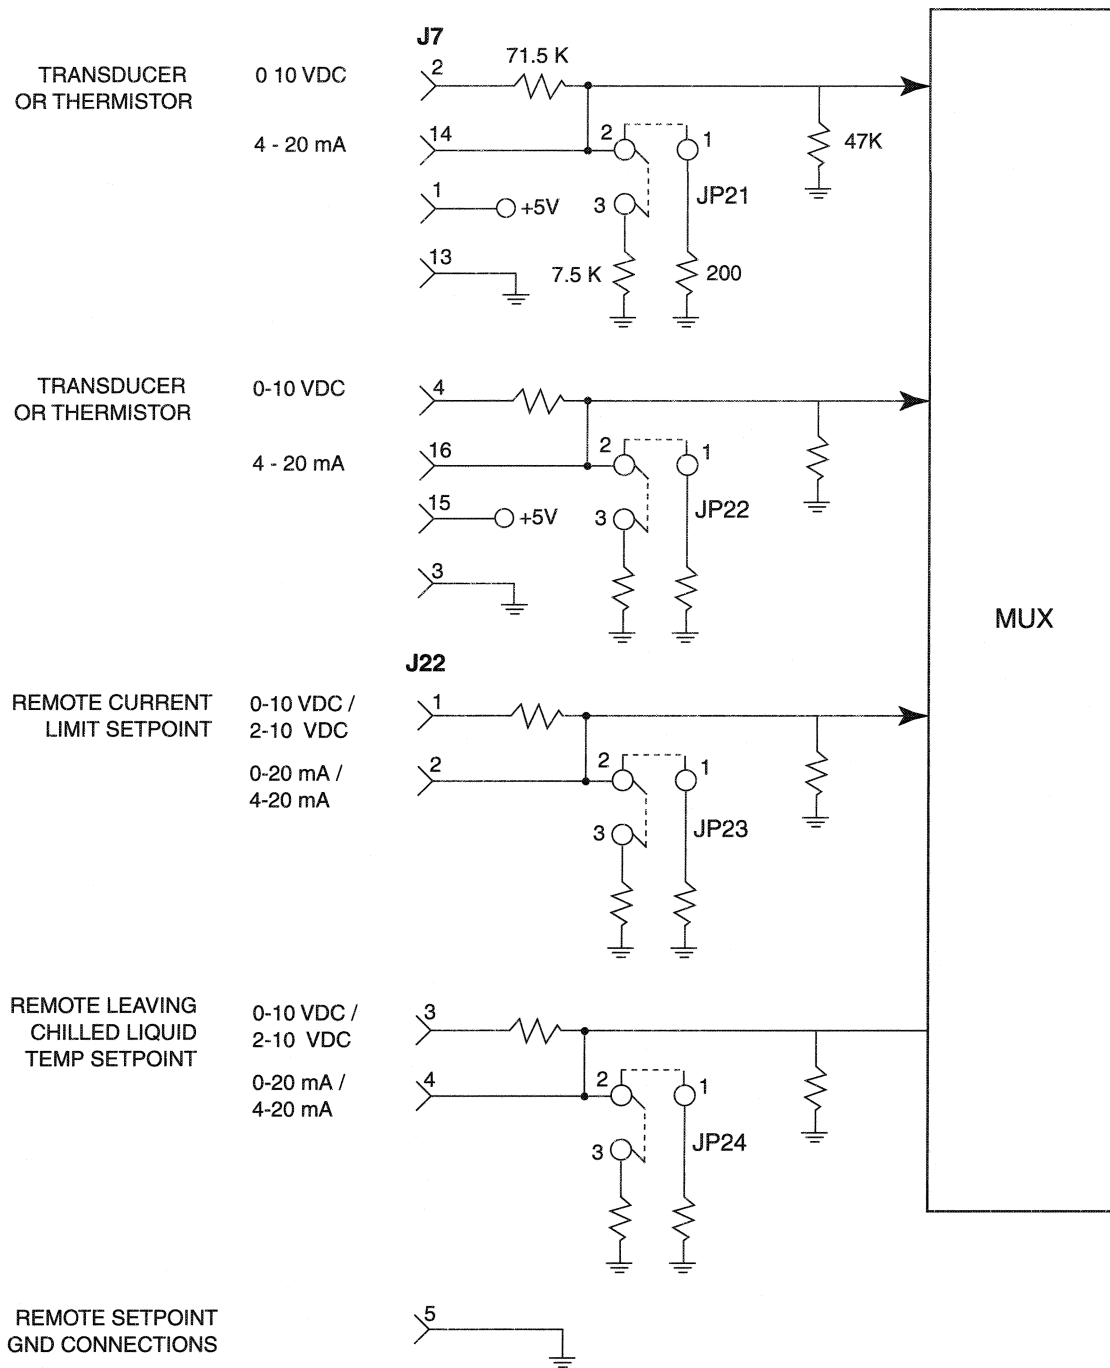 J7
TRANSDUCER
OR THERMISTOR
0 10 VDC
2
71.5 K
4 - 20 mA
14
2
1
47K
1
+5V
3
JP21
13
7.5 K
200
TRANSDUCER
OR THERMISTOR
0-10 VDC
4
4 - 20 mA
16
2
1
15
+5V
3
JP22
3
MUX
J22
REMOTE CURRENT
LIMIT SETPOINT
0-10 VDC /
2-10 VDC
1
0-20 mA /
4-20 mA
2
2
1
3
JP23
REMOTE LEAVING
CHILLED LIQUID
TEMP SETPOINT
0-10 VDC /
2-10 VDC
3
0-20 mA /
4-20 mA
4
2
1
3
JP24
REMOTE SETPOINT
GND CONNECTIONS
5